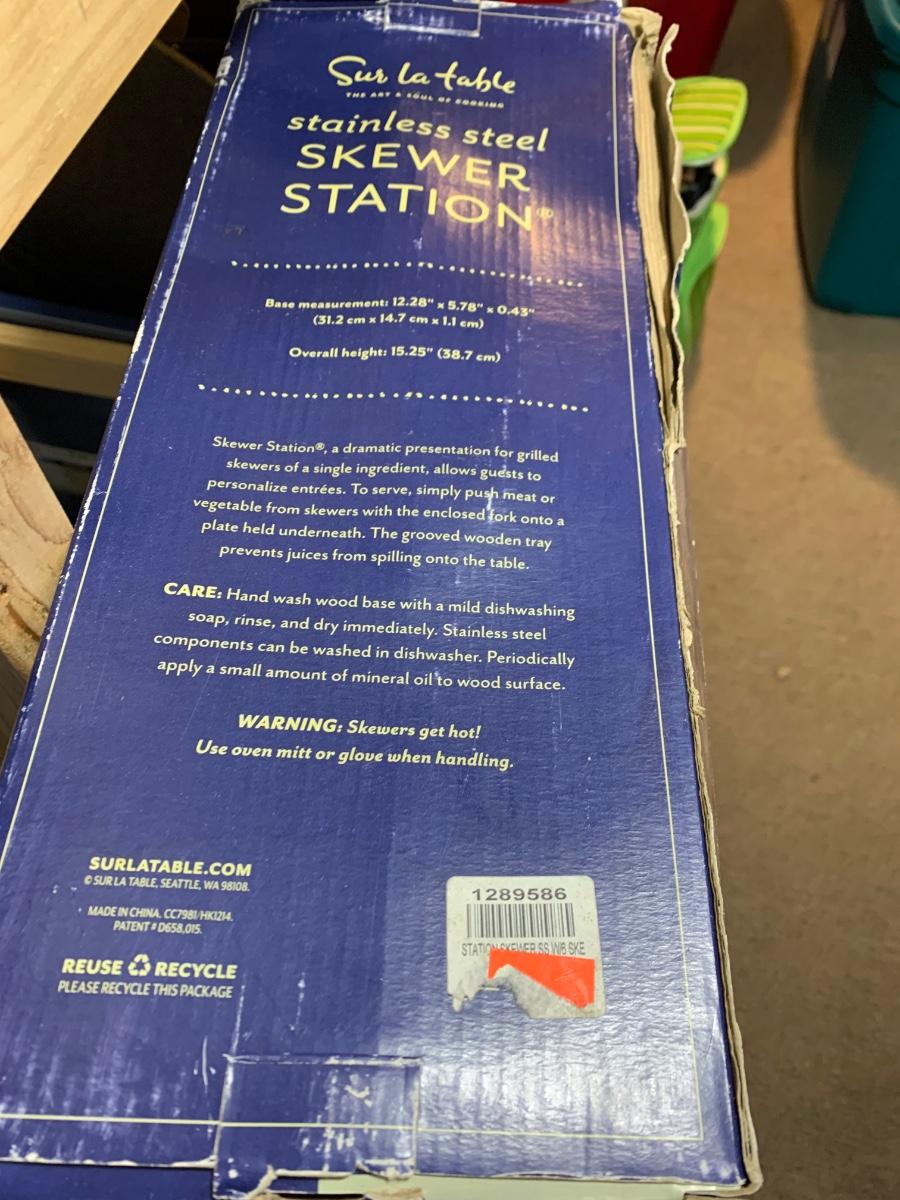 Sur la table
THE ART & SOUL OF COOKING
stainless steel
SKEWER
STATION®
Base measurement: 12.28" x 5.78" x 0.43"
(31.2 cm x 14.7 cm x 1.1 cm)
Overall height: 15.25" (38.7 cm)
Skewer Station®, a dramatic presentation for grilled
skewers of a single ingredient, allows guests to
personalize entrées. To serve, simply push meat or
vegetable from skewers with the enclosed fork onto a
plate held underneath. The grooved wooden tray
prevents juices from spilling onto the table.
CARE: Hand wash wood base with a mild dishwashing
soap, rinse, and dry immediately. Stainless steel
components can be washed in dishwasher. Periodically
apply a small amount of mineral oil to wood surface.
WARNING: Skewers get hot!
Use oven mitt or glove when handling.
SURLATABLE.COM
© SUR LA TABLE, SEATTLE, WA 98108.
MADE IN CHINA. CC7981/HK1214.
PATENT # D658,015.
REUSE RECYCLE
PLEASE RECYCLE THIS PACKAGE
1289586
STATION SKEWER SS W/6 SKE